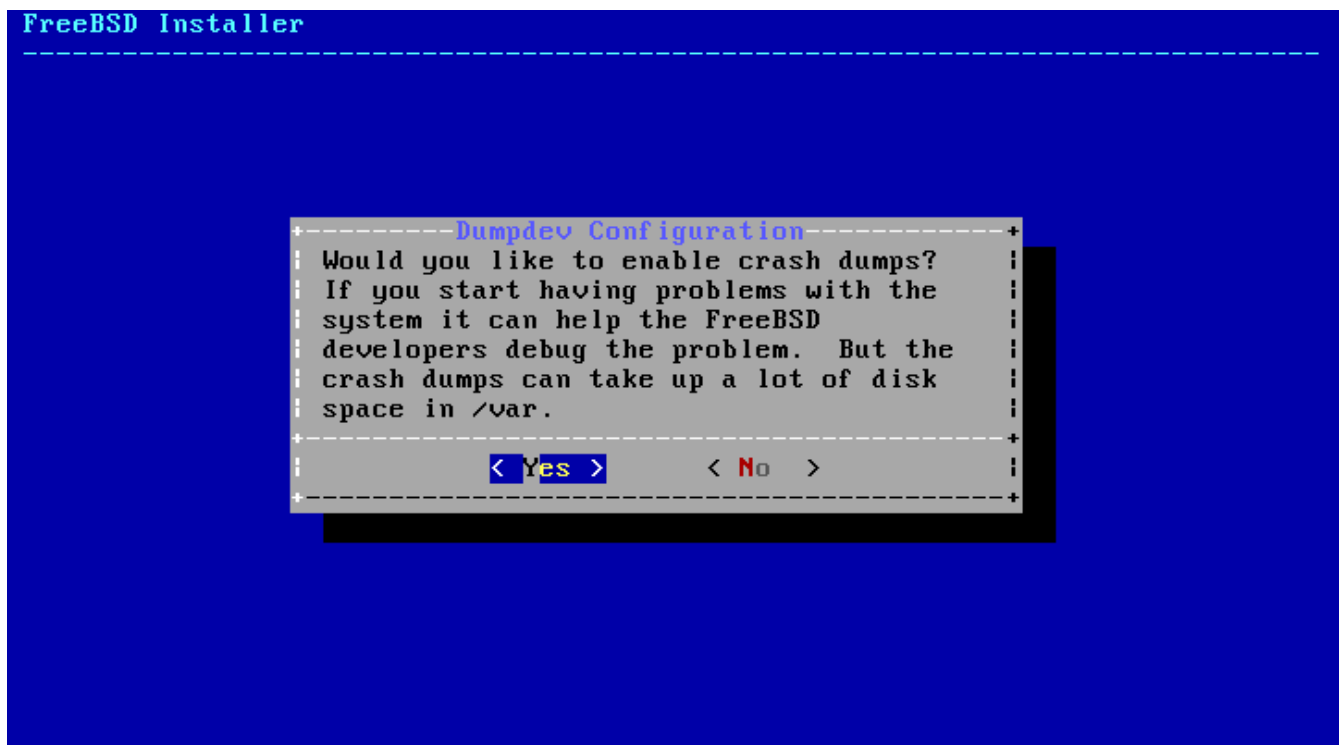 FreeBSD Installer
Dumpdev Configuration
Would you like to enable crash dumps?
If you start having problems with the
system it can help the FreeBSD
developers debug the problem.  But the
crash dumps can take up a lot of disk
space in /var.
< Yes > < No >